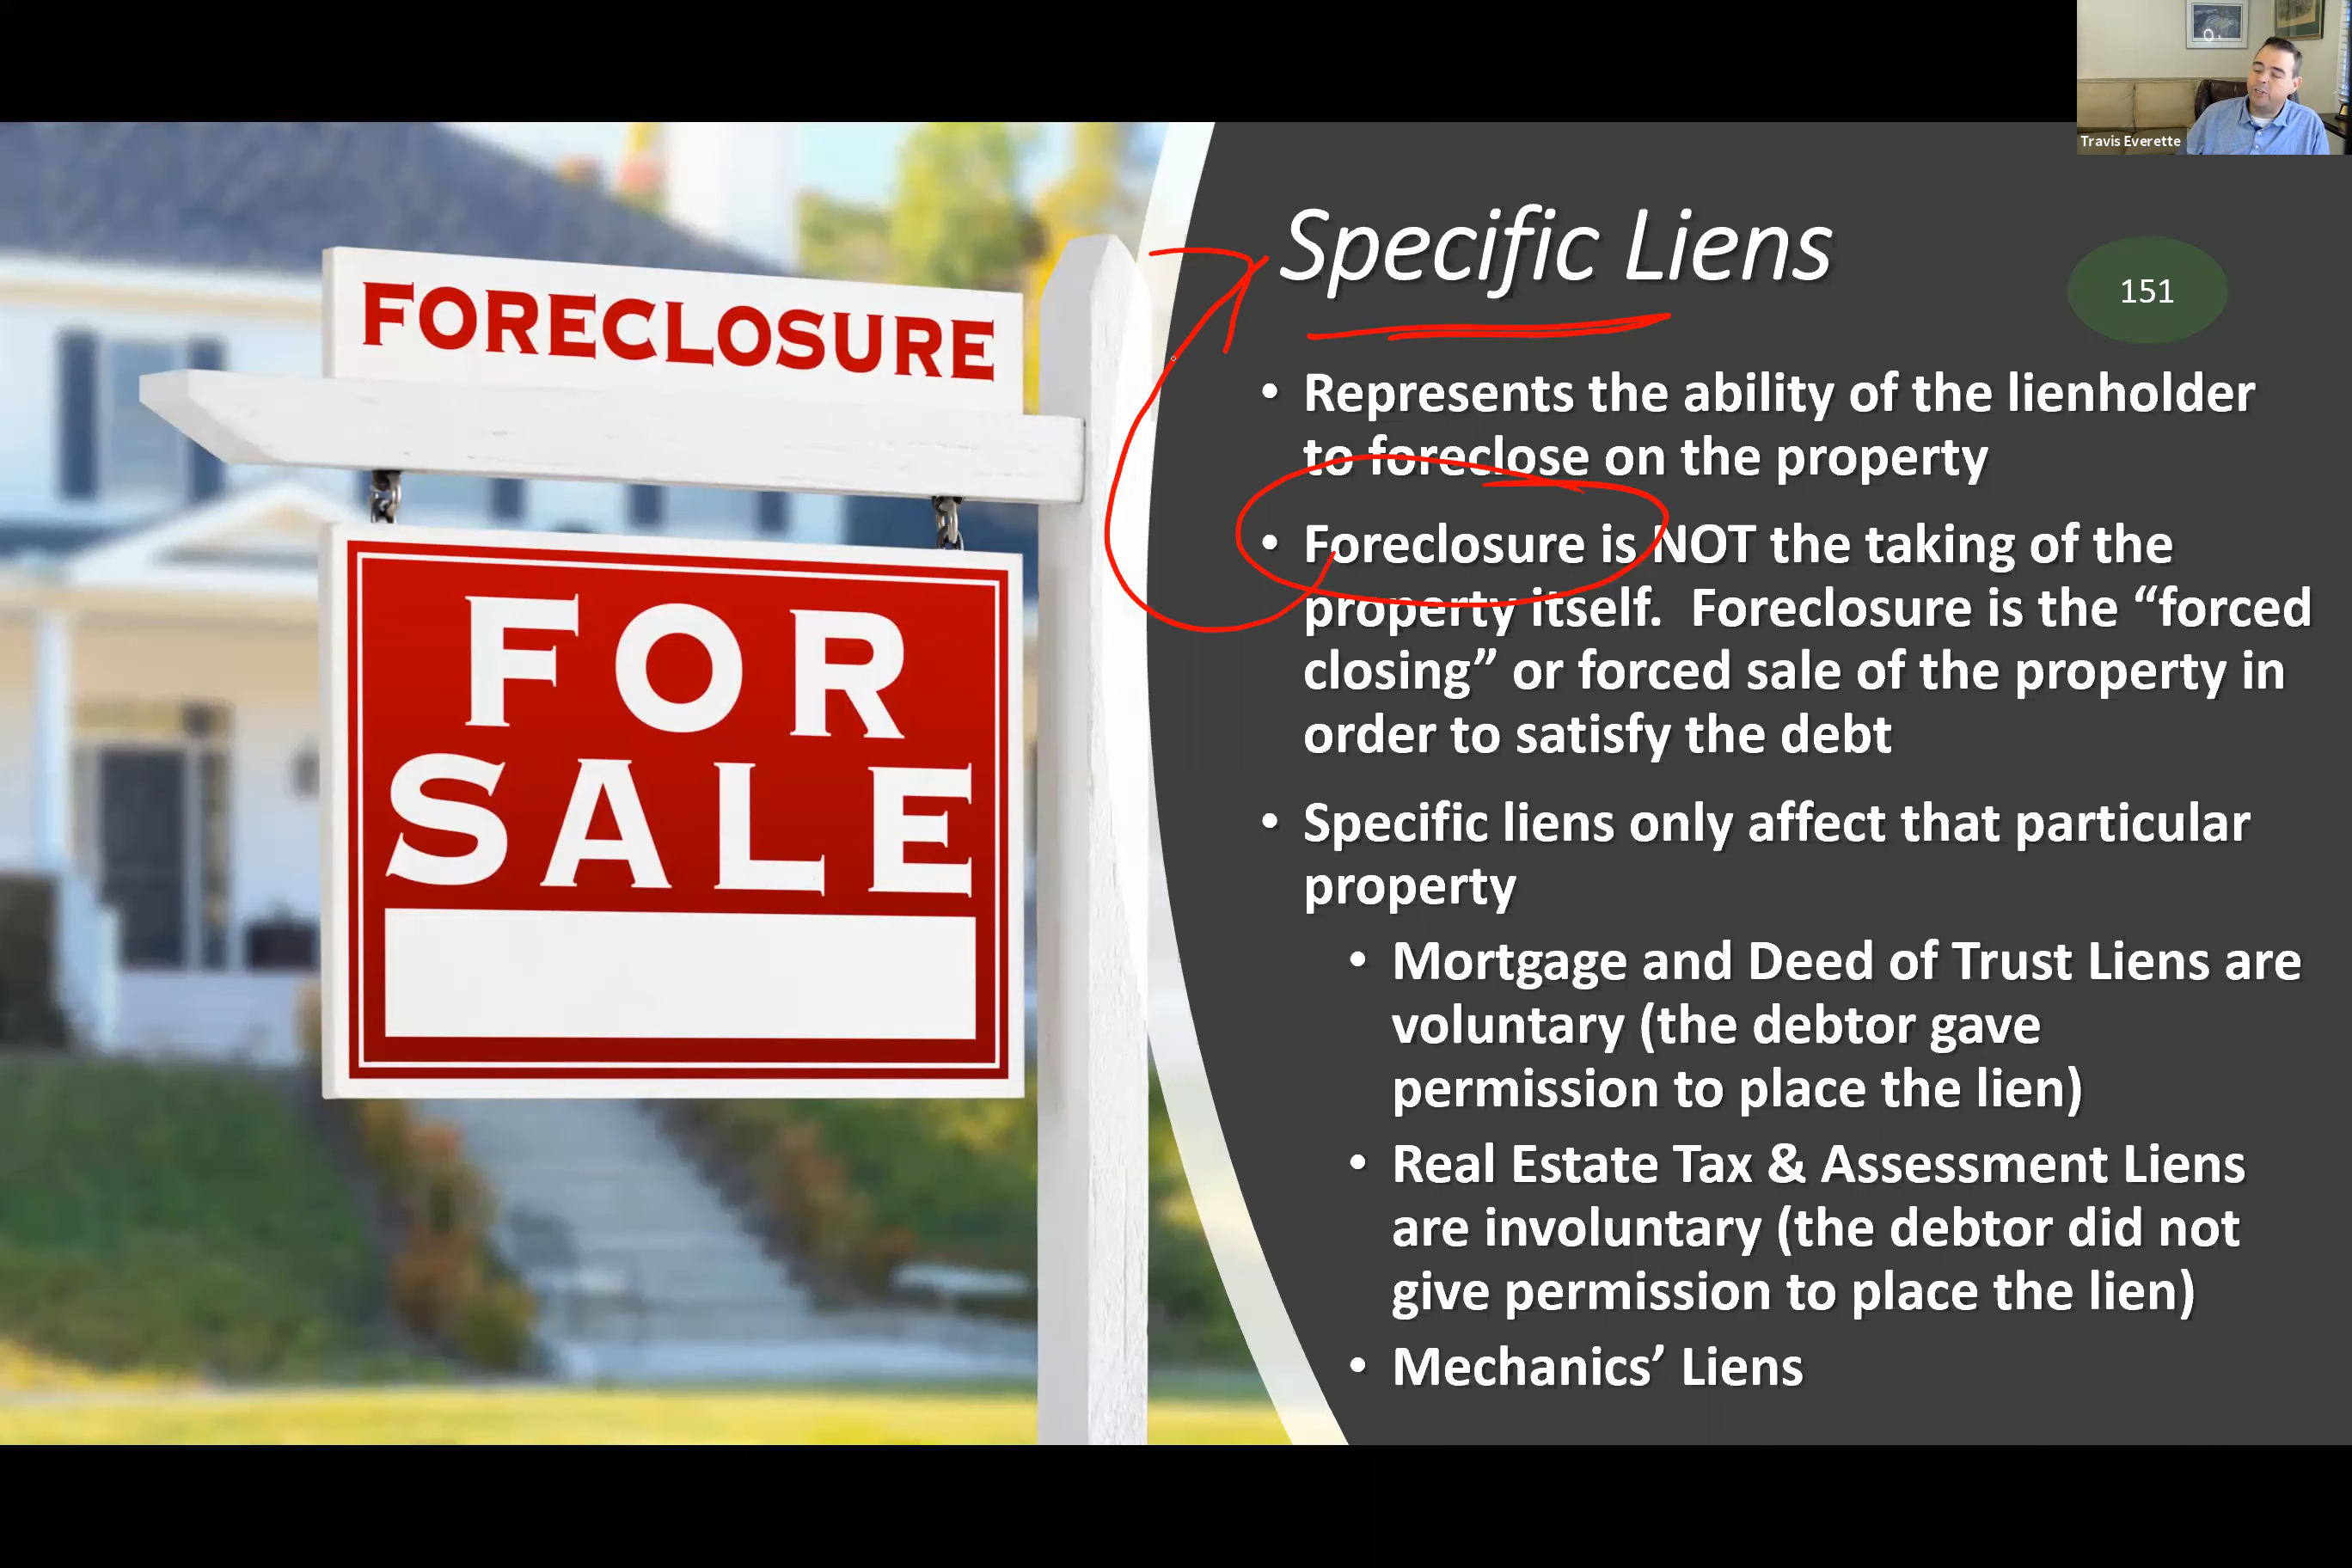 Travis Everette
FORECLOSURE
FOR
SALE
Specific Liens
151
• Represents the ability of the lienholder
to foreclose on the property
• Foreclosure is NOT the taking of the
property itself. Foreclosure is the “forced
closing” or forced sale of the property in
order to satisfy the debt
• Specific liens only affect that particular
property
• Mortgage and Deed of Trust Liens are
voluntary (the debtor gave
permission to place the lien)
• Real Estate Tax & Assessment Liens
are involuntary (the debtor did not
give permission to place the lien)
• Mechanics’ Liens